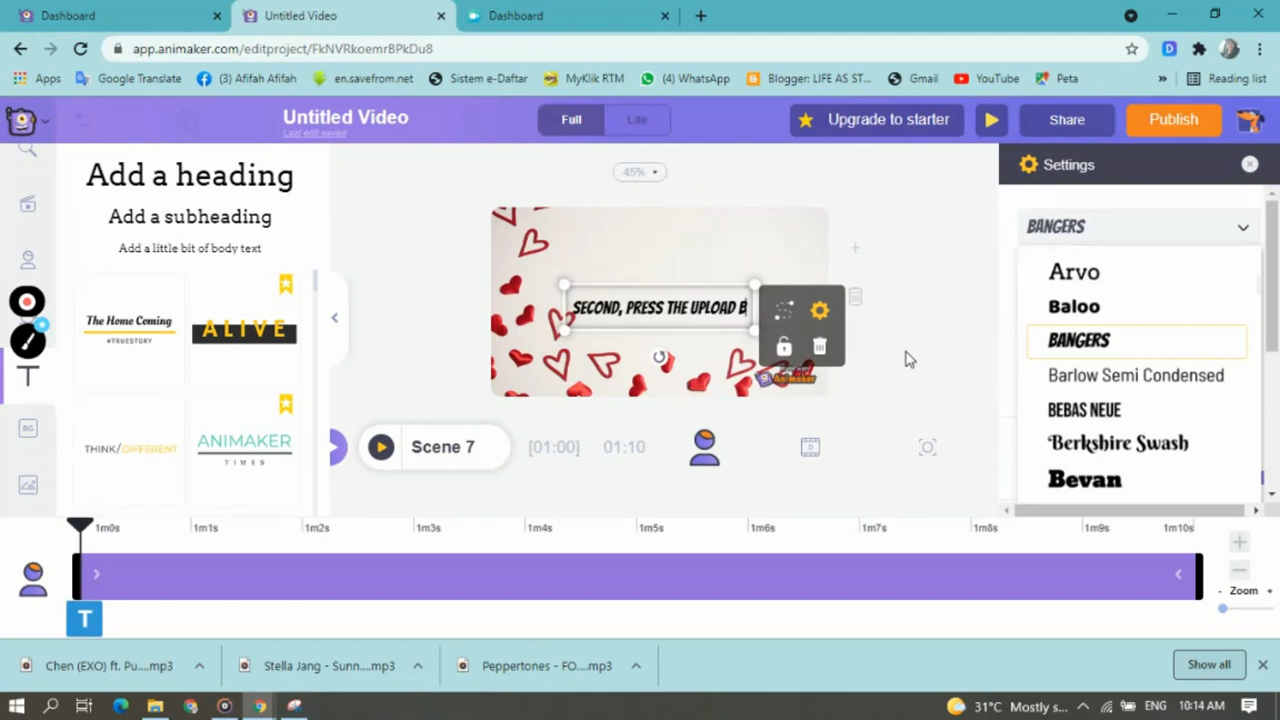 Dashboard
Untitled Video
Dashboard
app.animaker.com/editproject/FkNVRkoemrBPkDu8
Apps
Google Translate
(3) Afifah Afifah
en.savefrom.net
Sistem e-Daftar
MyKlik RTM
(4) WhatsApp
Blogger: LIFE AS ST...
Gmail
YouTube
Peta
»
Reading list
Untitled Video
Last edit saved
Full
Lite
Upgrade to starter
Share
Publish
Add a heading
Add a subheading
Add a little bit of body text
The Home Coming
#TRUESTORY
ALIVE
THINK/DIFFERENT
ANIMAKER
TIMES
T
BG
45%
SECOND, PRESS THE UPLOAD B
Animaker
Settings
BANGERS
Arvo
Baloo
BANGERS
Barlow Semi Condensed
BEBAS NEUE
Berkshire Swash
Bevan
Scene 7
[01:00]
01:10
1m0s
1m1s
1m2s
1m3s
1m4s
1m5s
1m6s
1m7s
1m8s
1m9s
1m10s
T
- Zoom +
Chen (EXO) ft. Pu....mp3
Stella Jang - Sunn....mp3
Peppertones - FO....mp3
Show all
31°C Mostly s...
ENG
10:14 AM